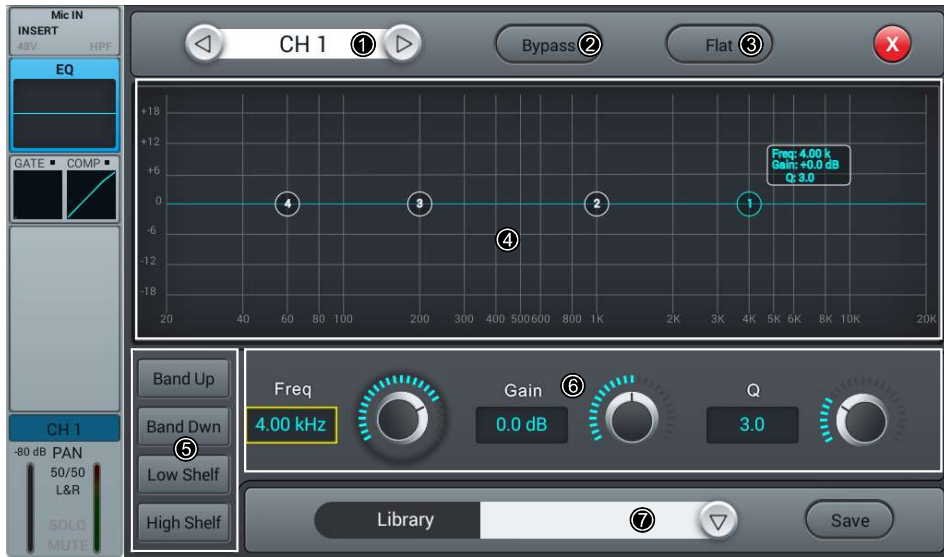 Mic IN
INSERT
48V HPF
EQ
GATE COMP
CH 1
-80 dB PAN
50/50
L&R
SOLO
MUTE
CH 1 1
Bypass 2
Flat 3
X
+18
+12
+6
0
-6
-12
-18
4 3 2 1
Freq: 4.00 k
Gain: +0.0 dB
Q: 3.0
4
20 40 60 80 100 200 300 400 500 600 800 1K 2K 3K 4K 5K 6K 8K 10K 20K
Band Up
Band Dwn
5
Low Shelf
High Shelf
Freq
4.00 kHz
Gain 6
0.0 dB
Q
3.0
Library 7
Save